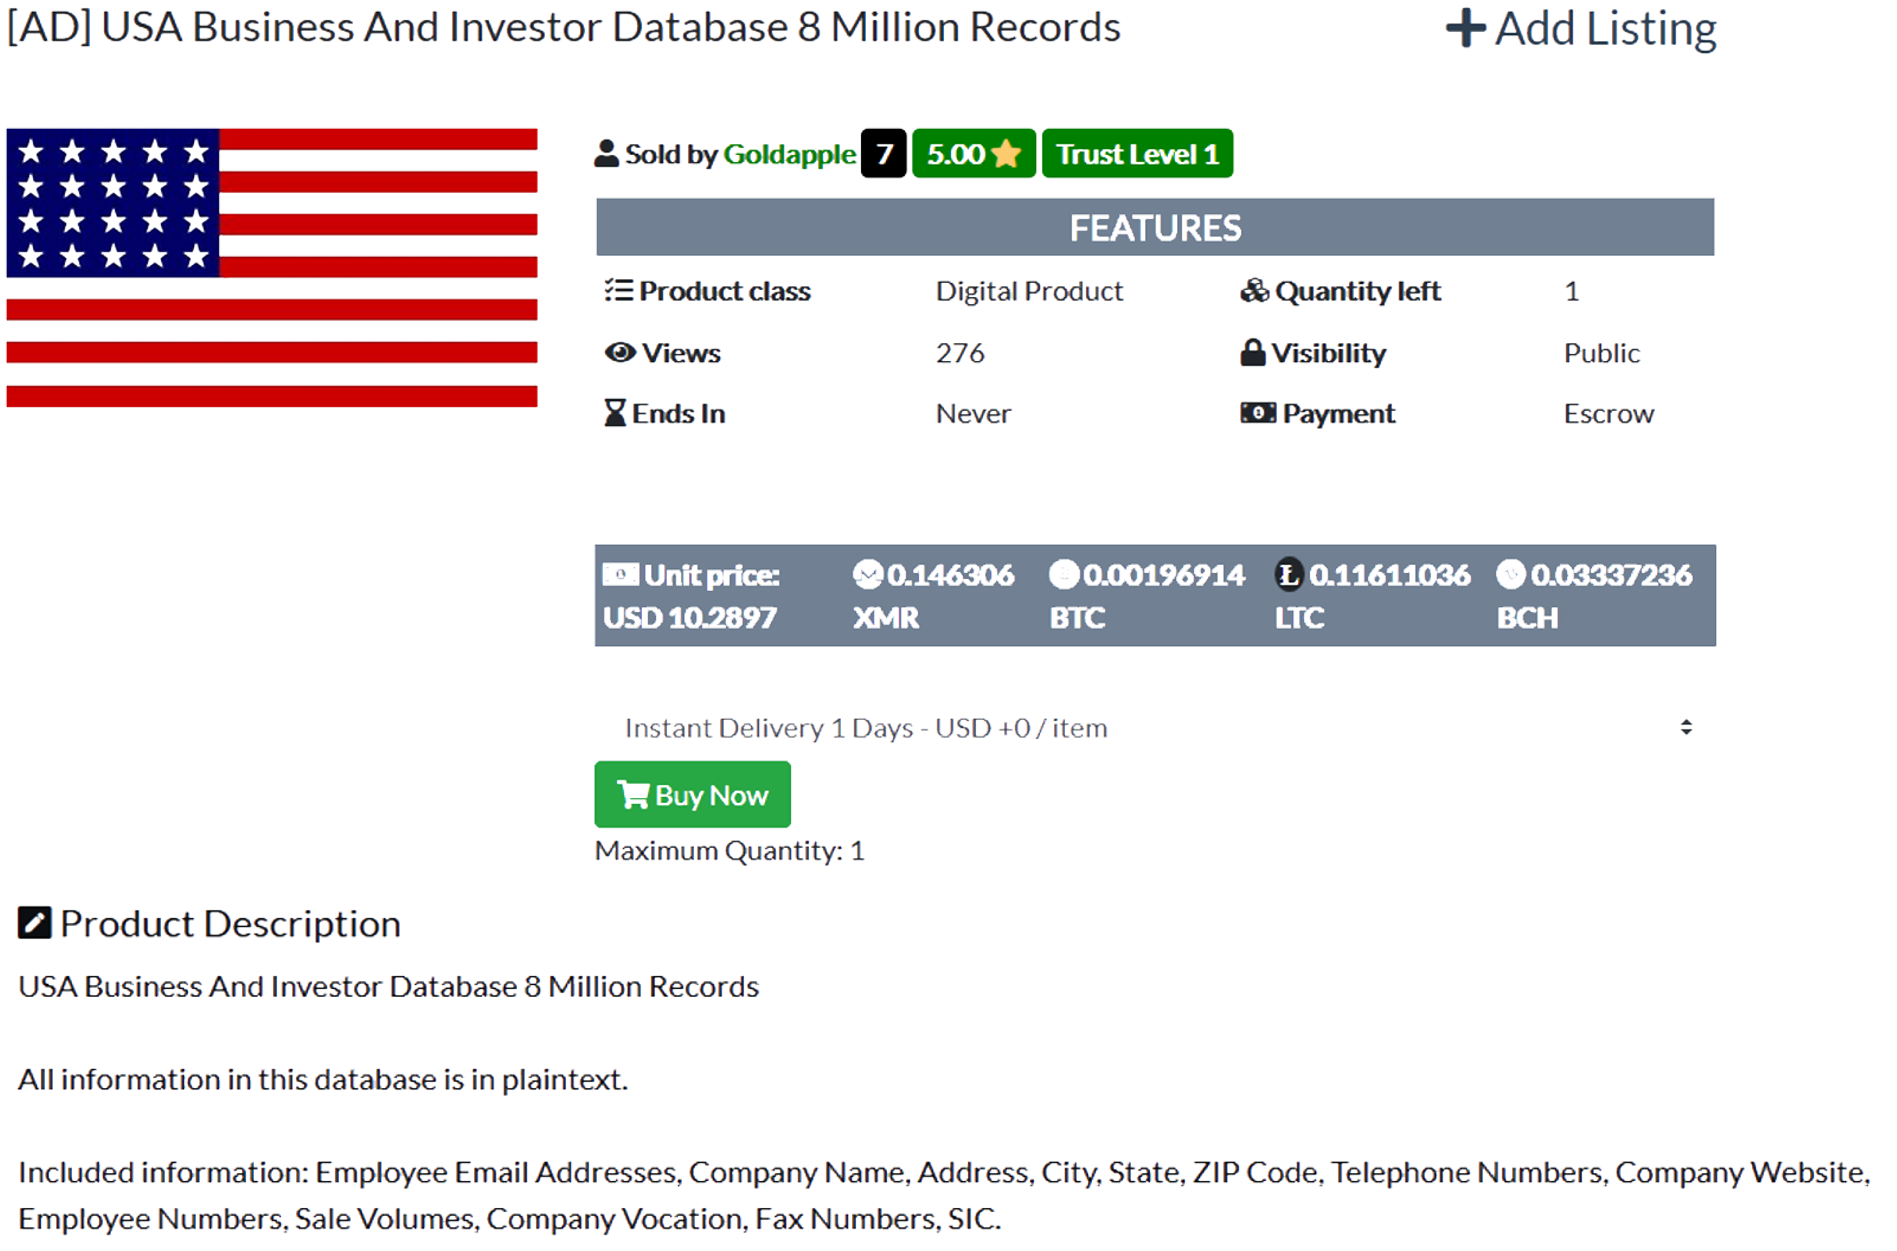 [AD] USA Business And Investor Database 8 Million Records
Add Listing
Sold by Goldapple 7 5.00 Trust Level 1
FEATURES
Product class Digital Product Quantity left 1
Views 276 Visibility Public
Ends In Never Payment Escrow
Unit price: 0.146306 0.00196914 0.11611036 0.03337236
USD 10.2897 XMR BTC LTC BCH
Instant Delivery 1 Days - USD +0 / item
Buy Now
Maximum Quantity: 1
Product Description
USA Business And Investor Database 8 Million Records
All information in this database is in plaintext.
Included information: Employee Email Addresses, Company Name, Address, City, State, ZIP Code, Telephone Numbers, Company Website,
Employee Numbers, Sale Volumes, Company Vocation, Fax Numbers, SIC.